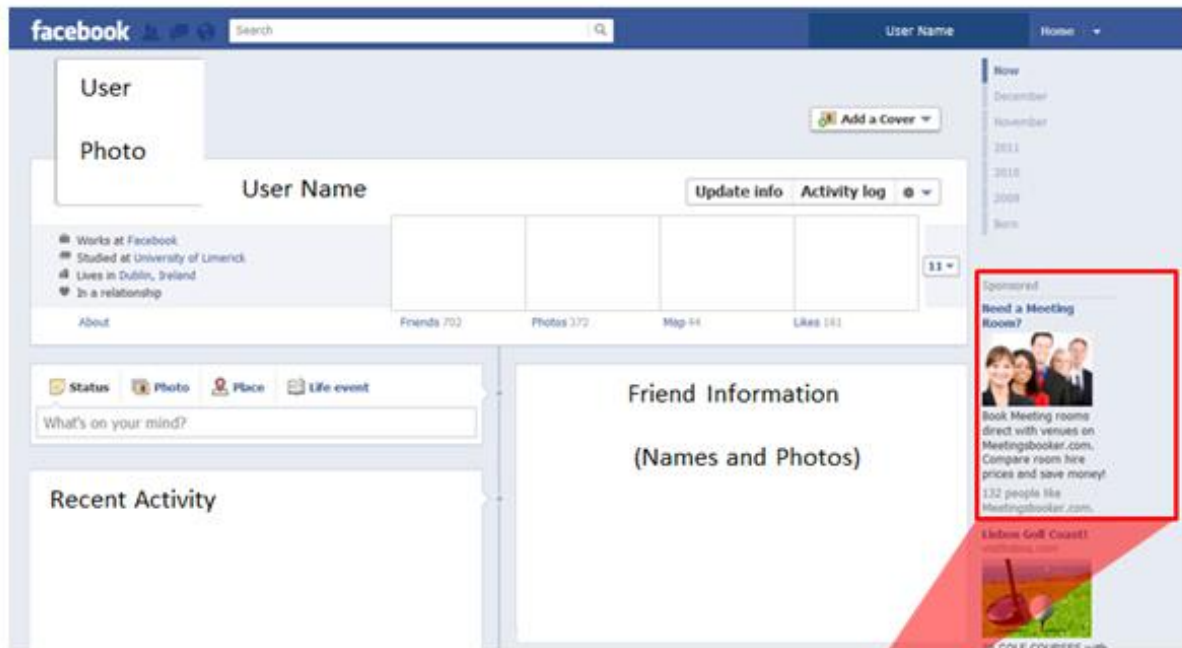 facebook
Search
User Name
Home
User
Photo
Add a Cover
User Name
Update info
Activity log
Works at Facebook
Studied at University of Limerick
Lives in Dublin, Ireland
In a relationship
11
About
Friends 702
Photos 372
Map 44
Likes 161
Status
Photo
Place
Life event
What's on your mind?
Recent Activity
Friend Information
(Names and Photos)
Now
December
November
2011
2010
2009
Born
Sponsored
Need a Meeting
Room?
Book Meeting rooms
direct with venues on
Meetingsbooker.com.
Compare room hire
prices and save money!
132 people like
Meetingsbooker.com.
Lisbon Golf Coast!
GOLF COURSES with